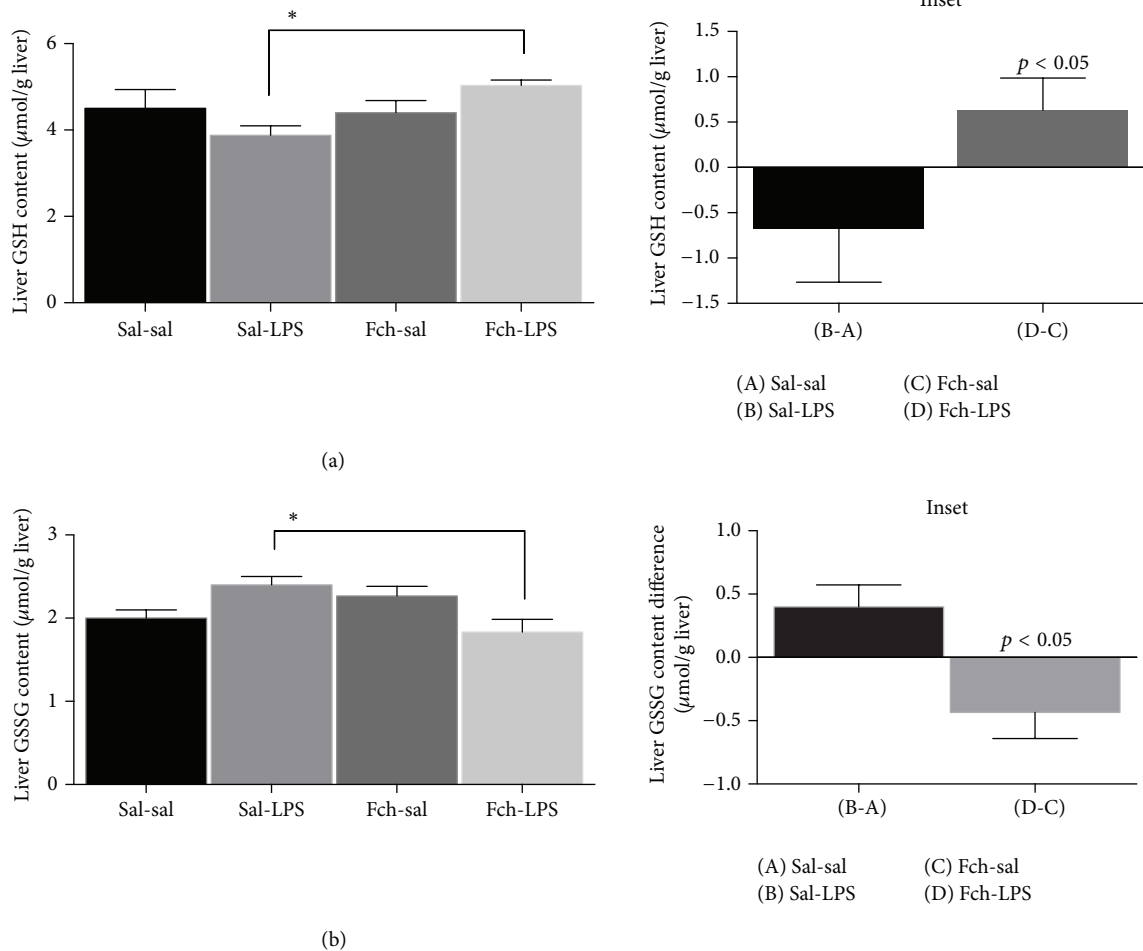 Liver GSH content (μmol/g liver)
6
4
2
0
*
Sal-sal
Sal-LPS
Fch-sal
Fch-LPS
Inset
Liver GSH content (μmol/g liver)
1.5
1.0
0.5
0.0
−0.5
−1.0
−1.5
p < 0.05
(B-A)
(D-C)
(A) Sal-sal
(B) Sal-LPS
(C) Fch-sal
(D) Fch-LPS
(a)
Liver GSSG content (μmol/g liver)
3
2
1
0
*
Sal-sal
Sal-LPS
Fch-sal
Fch-LPS
Inset
Liver GSSG content difference
(μmol/g liver)
1.0
0.5
0.0
−0.5
−1.0
p < 0.05
(B-A)
(D-C)
(A) Sal-sal
(B) Sal-LPS
(C) Fch-sal
(D) Fch-LPS
(b)